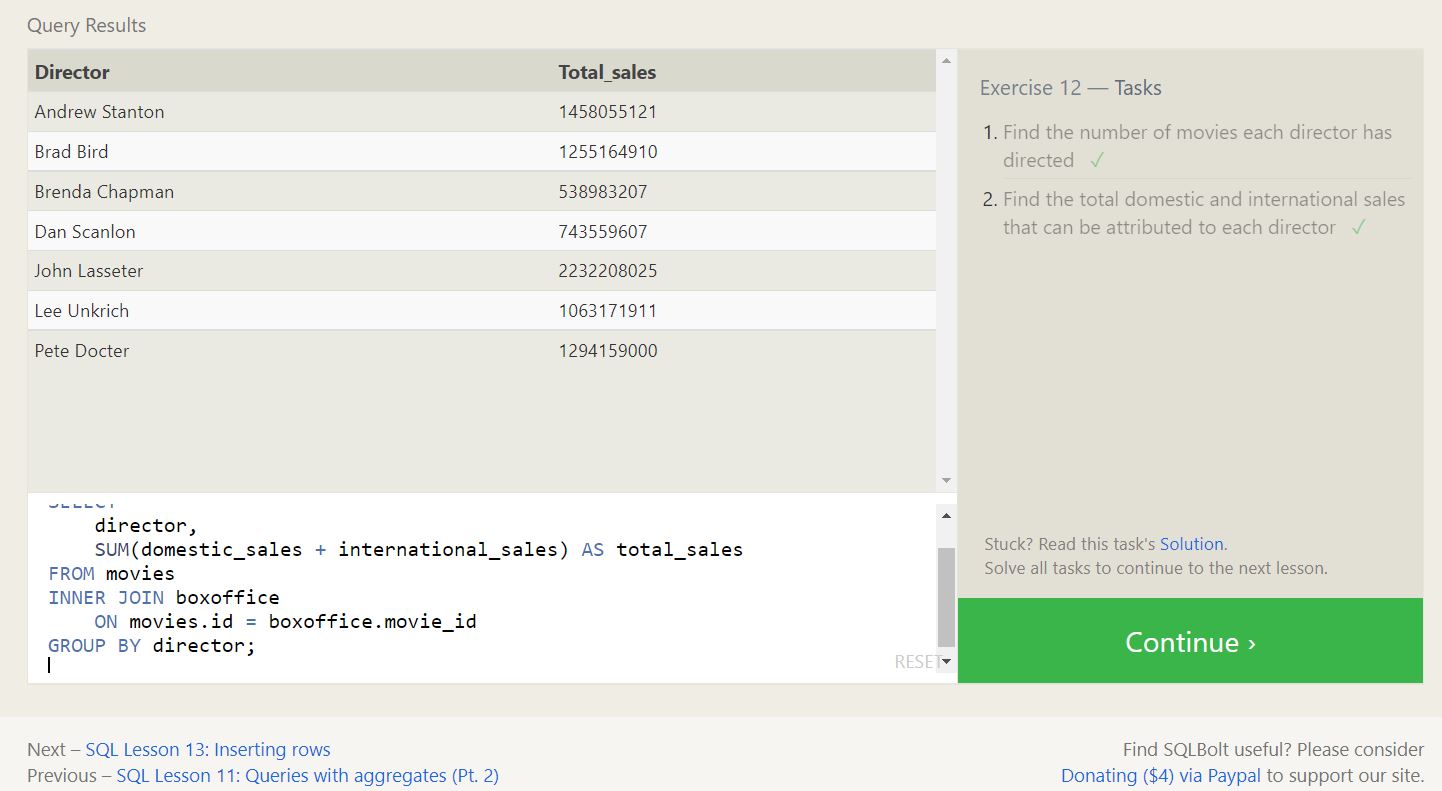 Query Results
Director Total_sales
Andrew Stanton 1458055121
Brad Bird 1255164910
Brenda Chapman 538983207
Dan Scanlon 743559607
John Lasseter 2232208025
Lee Unkrich 1063171911
Pete Docter 1294159000
SELECT
director,
SUM(domestic_sales + international_sales) AS total_sales
FROM movies
INNER JOIN boxoffice
ON movies.id = boxoffice.movie_id
GROUP BY director;
RESET
Exercise 12 — Tasks
1. Find the number of movies each director has
directed ✓
2. Find the total domestic and international sales
that can be attributed to each director ✓
Stuck? Read this task's Solution.
Solve all tasks to continue to the next lesson.
Continue ›
Next – SQL Lesson 13: Inserting rows
Previous – SQL Lesson 11: Queries with aggregates (Pt. 2)
Find SQLBolt useful? Please consider
Donating ($4) via Paypal to support our site.